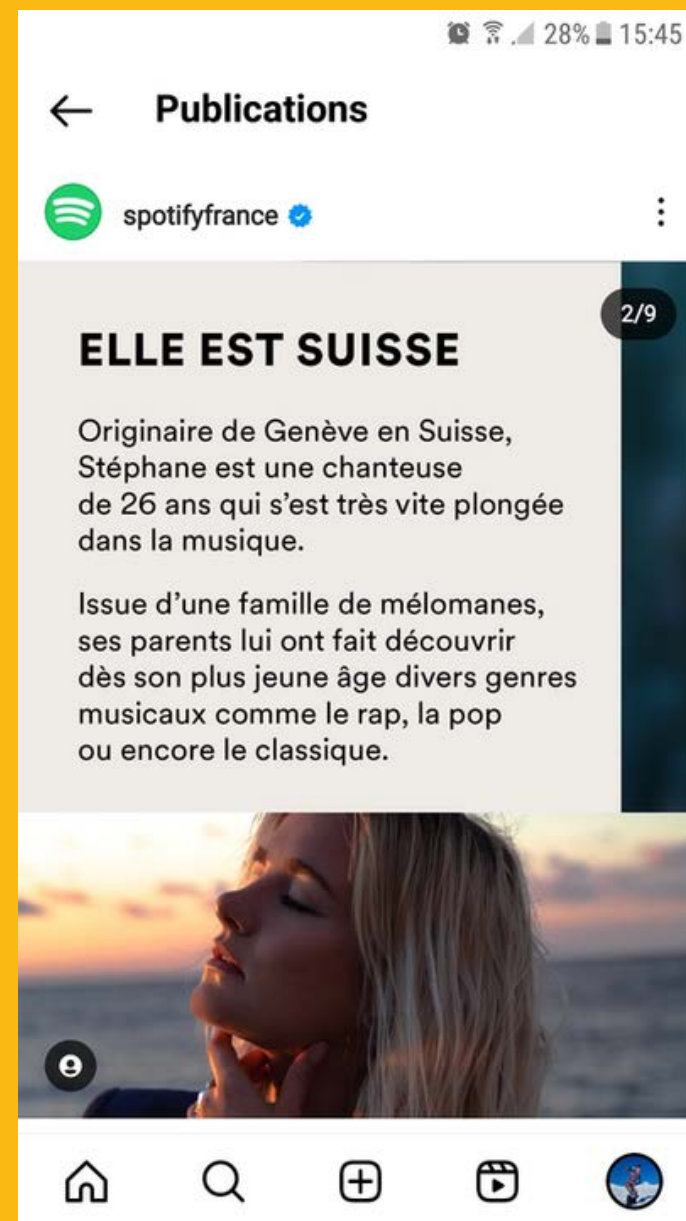 28% 15:45
Publications
spotifyfrance
2/9
ELLE EST SUISSE
Originaire de Genève en Suisse,
Stéphane est une chanteuse
de 26 ans qui s’est très vite plongée
dans la musique.
Issue d’une famille de mélomanes,
ses parents lui ont fait découvrir
dès son plus jeune âge divers genres
musicaux comme le rap, la pop
ou encore le classique.